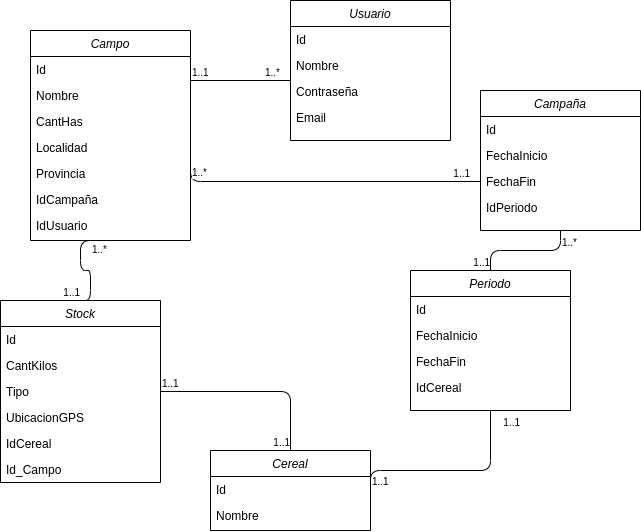 Usuario
Id
Nombre
Contraseña
Email
Campo
Id
Nombre
CantHas
Localidad
Provincia
IdCampaña
IdUsuario
1..1
1..*
Campaña
Id
FechaInicio
FechaFin
IdPeriodo
1..*
1..1
1..*
1..1
1..*
1..1
Stock
Id
CantKilos
Tipo
UbicacionGPS
IdCereal
Id_Campo
Periodo
Id
FechaInicio
FechaFin
IdCereal
1..1
1..1
1..1
1..1
Cereal
Id
Nombre